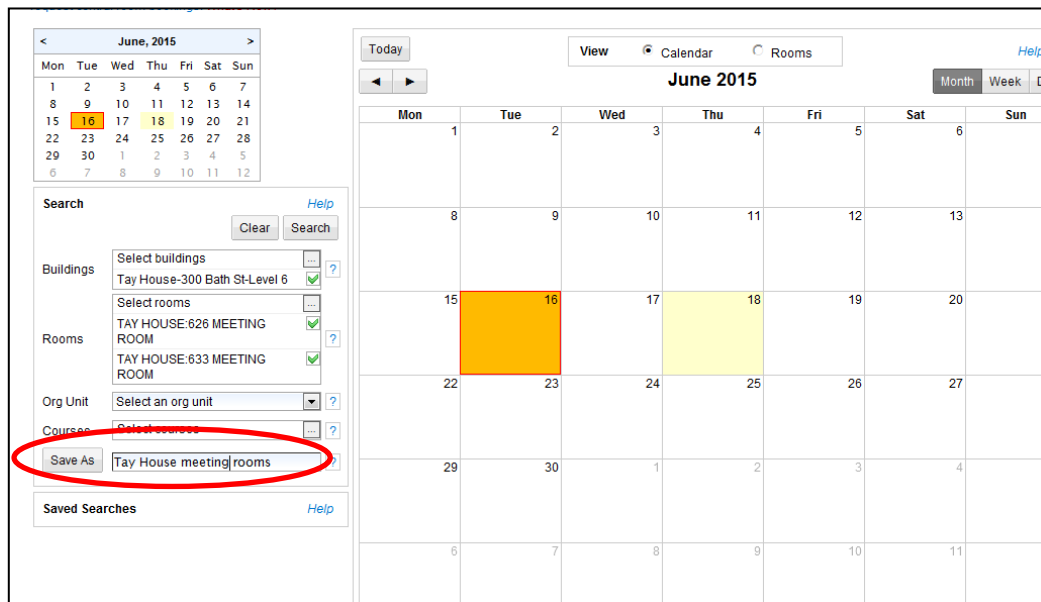 < June, 2015 >
Mon Tue Wed Thu Fri Sat Sun
1 2 3 4 5 6 7
8 9 10 11 12 13 14
15 16 17 18 19 20 21
22 23 24 25 26 27 28
29 30 1 2 3 4 5
6 7 8 9 10 11 12
Search Help
Clear Search
Buildings
Select buildings ...
Tay House-300 Bath St-Level 6
?
Rooms
Select rooms ...
TAY HOUSE:626 MEETING
ROOM
TAY HOUSE:633 MEETING
ROOM
?
Org Unit Select an org unit ?
Courses Select courses ... ?
Save As Tay House meeting rooms ?
Saved Searches Help
Today View Calendar Rooms Help
June 2015 Month Week D
Mon Tue Wed Thu Fri Sat Sun
1 2 3 4 5 6
8 9 10 11 12 13
15 16 17 18 19 20
22 23 24 25 26 27
29 30 1 2 3 4
6 7 8 9 10 11